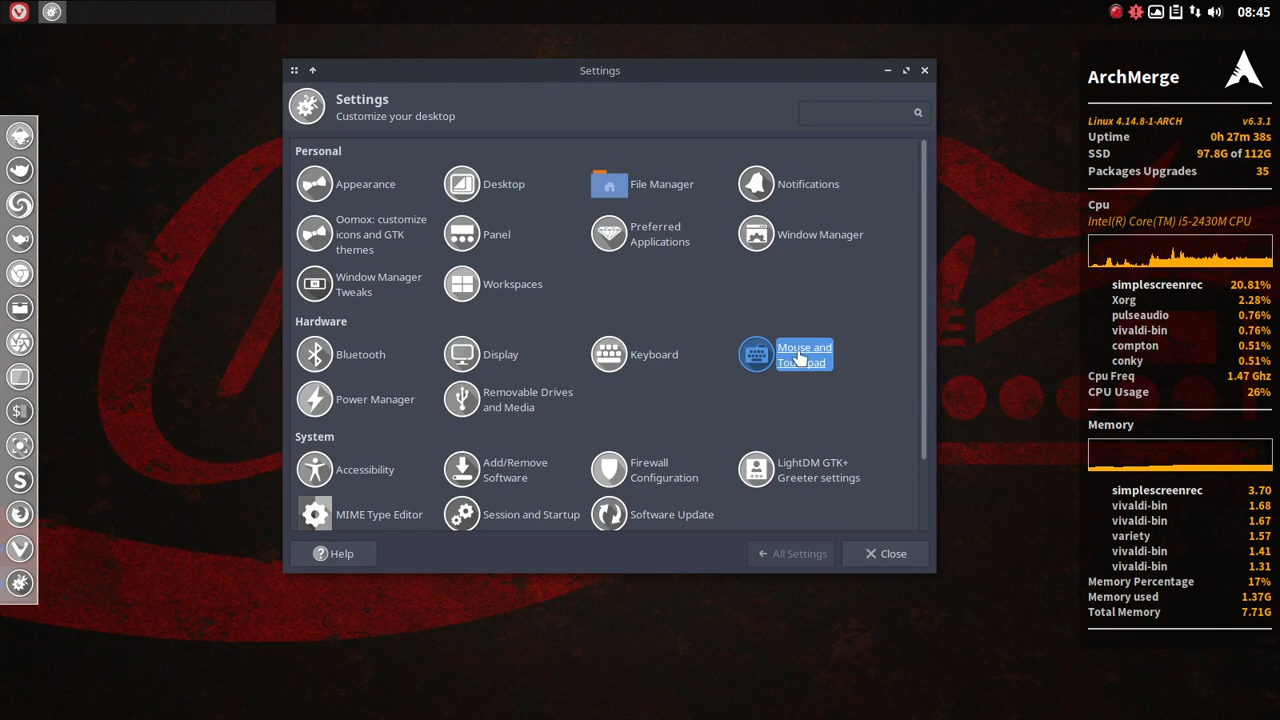 08:45
Settings
Settings
Customize your desktop
Personal
Appearance
Desktop
File Manager
Notifications
Oomox: customize
icons and GTK
themes
Panel
Preferred
Applications
Window Manager
Window Manager
Tweaks
Workspaces
Hardware
Bluetooth
Display
Keyboard
Mouse and
Touchpad
Power Manager
Removable Drives
and Media
System
Accessibility
Add/Remove
Software
Firewall
Configuration
LightDM GTK+
Greeter settings
MIME Type Editor
Session and Startup
Software Update
Help
All Settings
Close
ArchMerge
Linux 4.14.8-1-ARCH v6.3.1
Uptime 0h 27m 38s
SSD 97.8G of 112G
Packages Upgrades 35
Cpu
Intel(R) Core(TM) i5-2430M CPU
simplescreenrec 20.81%
Xorg 2.28%
pulseaudio 0.76%
vivaldi-bin 0.76%
compton 0.51%
conky 0.51%
Cpu Freq 1.47 Ghz
CPU Usage 26%
Memory
simplescreenrec 3.70
vivaldi-bin 1.68
vivaldi-bin 1.67
variety 1.57
vivaldi-bin 1.41
vivaldi-bin 1.31
Memory Percentage 17%
Memory used 1.37G
Total Memory 7.71G